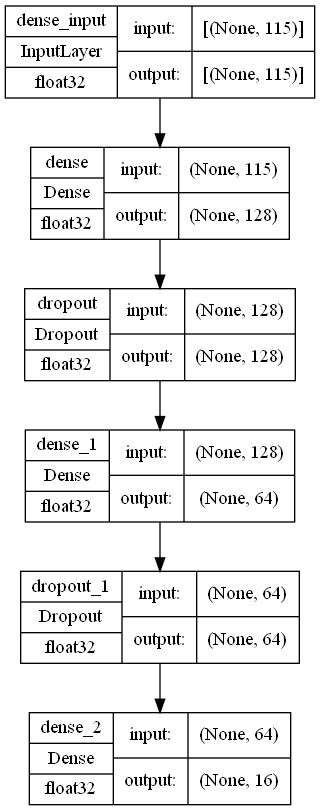 dense_input
InputLayer
float32
input:
[(None, 115)]
output:
[(None, 115)]
dense
Dense
float32
input:
(None, 115)
output:
(None, 128)
dropout
Dropout
float32
input:
(None, 128)
output:
(None, 128)
dense_1
Dense
float32
input:
(None, 128)
output:
(None, 64)
dropout_1
Dropout
float32
input:
(None, 64)
output:
(None, 64)
dense_2
Dense
float32
input:
(None, 64)
output:
(None, 16)